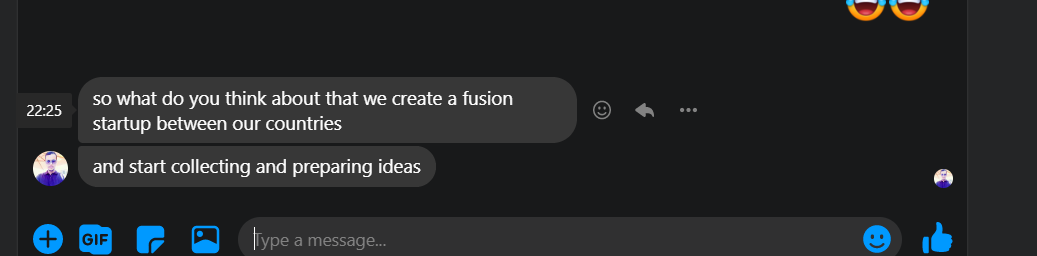 22:25
so what do you think about that we create a fusion
startup between our countries
and start collecting and preparing ideas
GIF
Type a message...